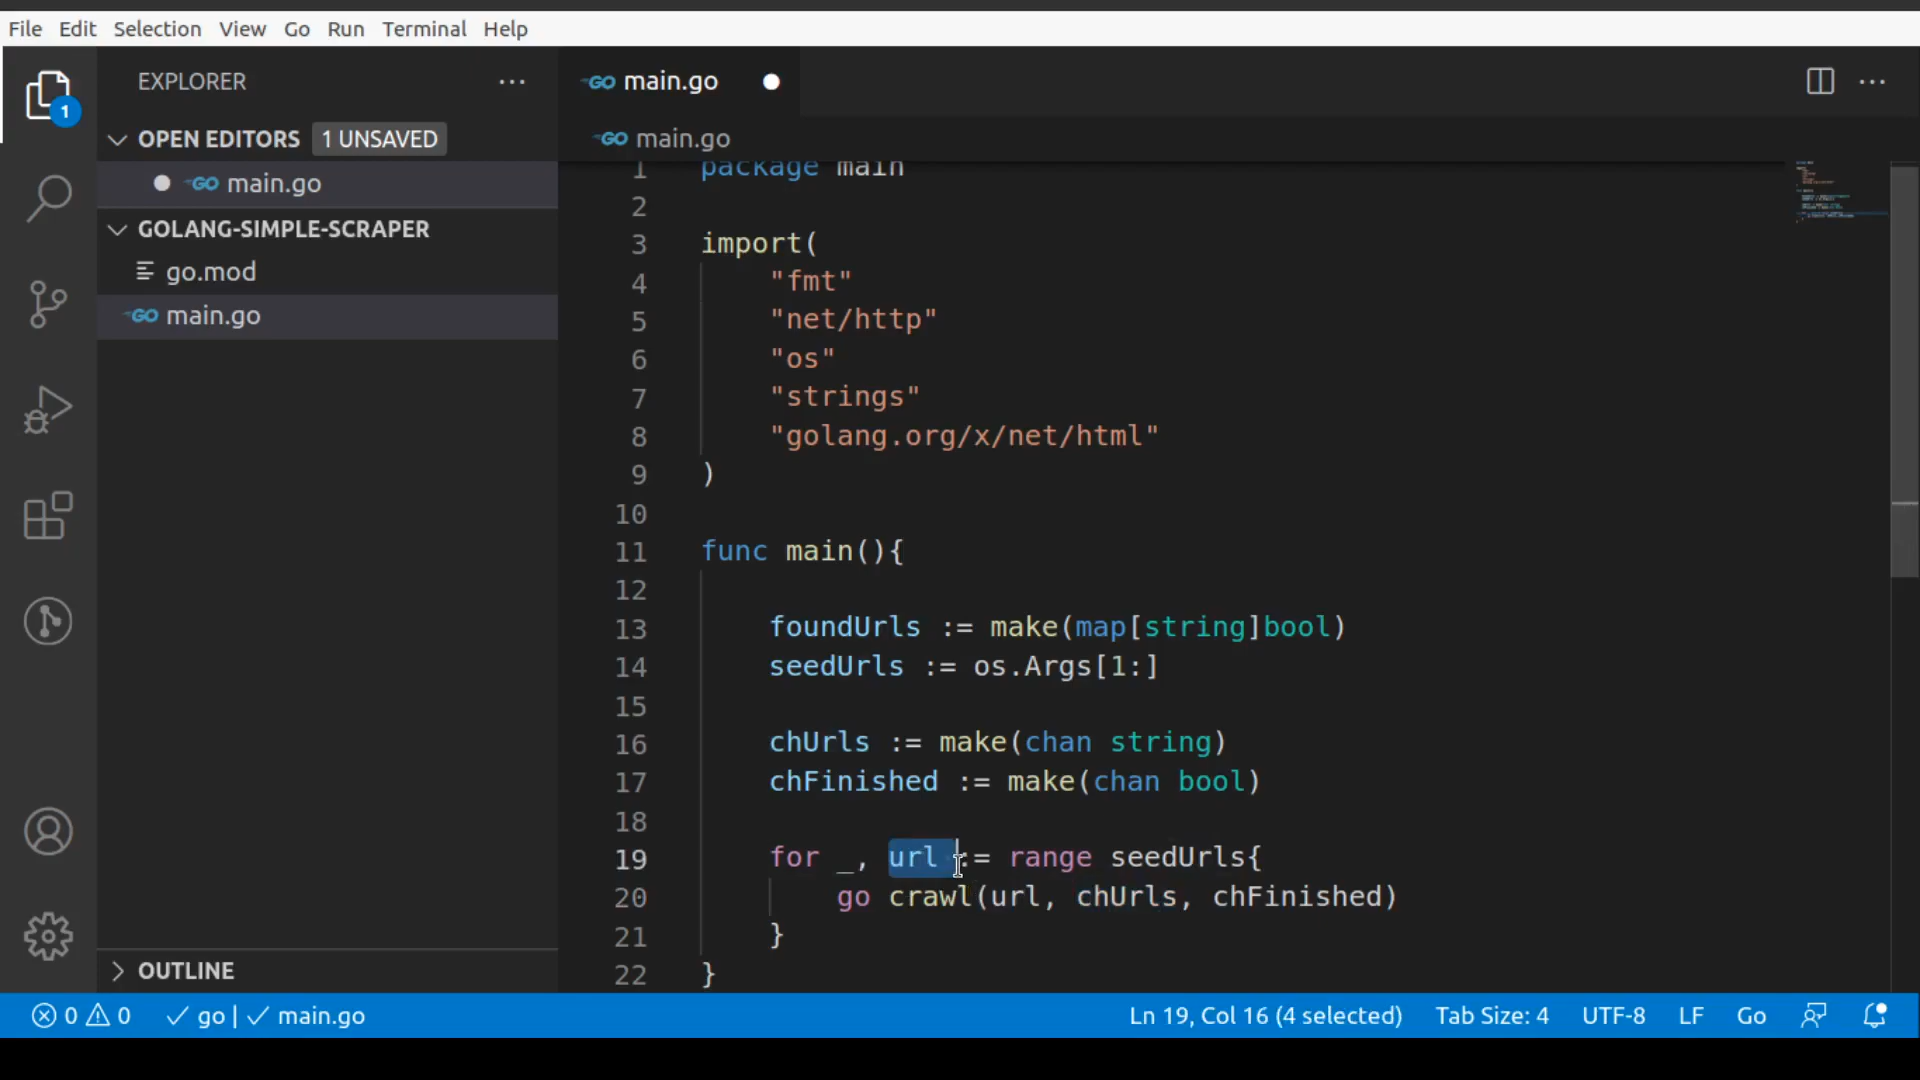 File Edit Selection View Go Run Terminal Help
EXPLORER
OPEN EDITORS 1 UNSAVED
GO main.go
GOLANG-SIMPLE-SCRAPER
go.mod
GO main.go
OUTLINE
GO main.go
GO main.go
1 package main
2
3 import(
4 "fmt"
5 "net/http"
6 "os"
7 "strings"
8 "golang.org/x/net/html"
9 )
10
11 func main(){
12
13 foundUrls := make(map[string]bool)
14 seedUrls := os.Args[1:]
15
16 chUrls := make(chan string)
17 chFinished := make(chan bool)
18
19 for _, url := range seedUrls{
20 go crawl(url, chUrls, chFinished)
21 }
22 }
1
0 0 go | main.go Ln 19, Col 16 (4 selected) Tab Size: 4 UTF-8 LF Go